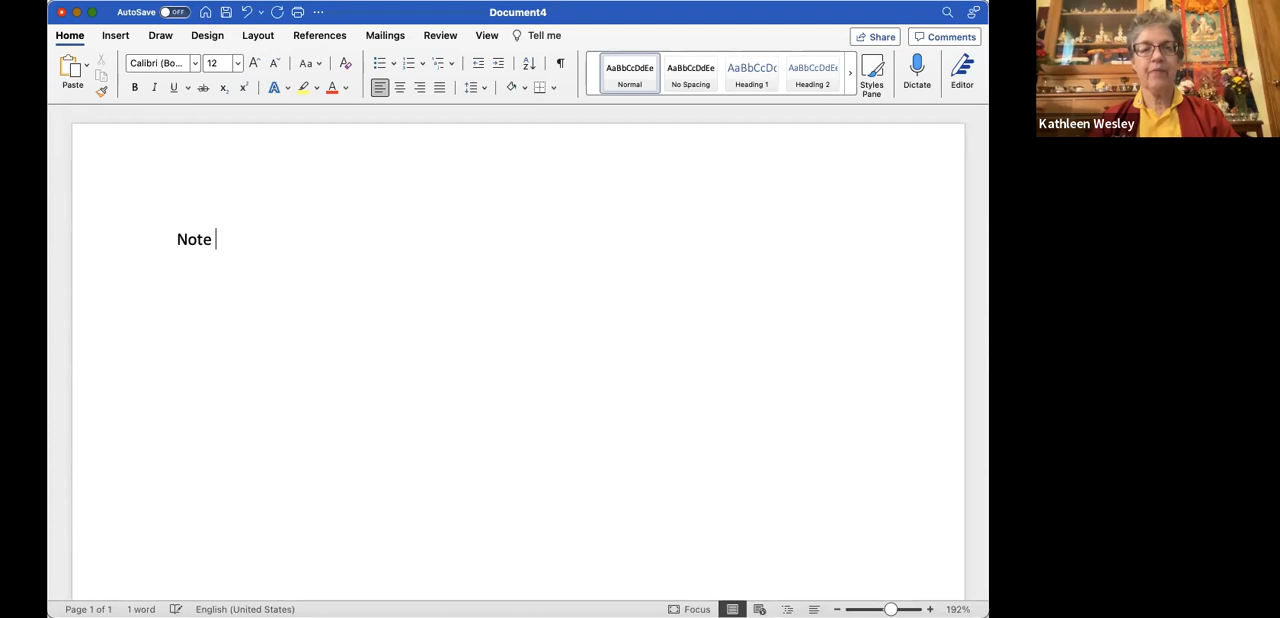 AutoSave OFF Document4
Home Insert Draw Design Layout References Mailings Review View Tell me Share Comments
Paste Calibri (Bo... 12 Aa AaBbCcDdEe Normal AaBbCcDdEe No Spacing AaBbCcDc Heading 1 AaBbCcDdEe Heading 2 Styles Pane Dictate Editor
Kathleen Wesley
Note
Page 1 of 1 1 word English (United States) Focus 192%